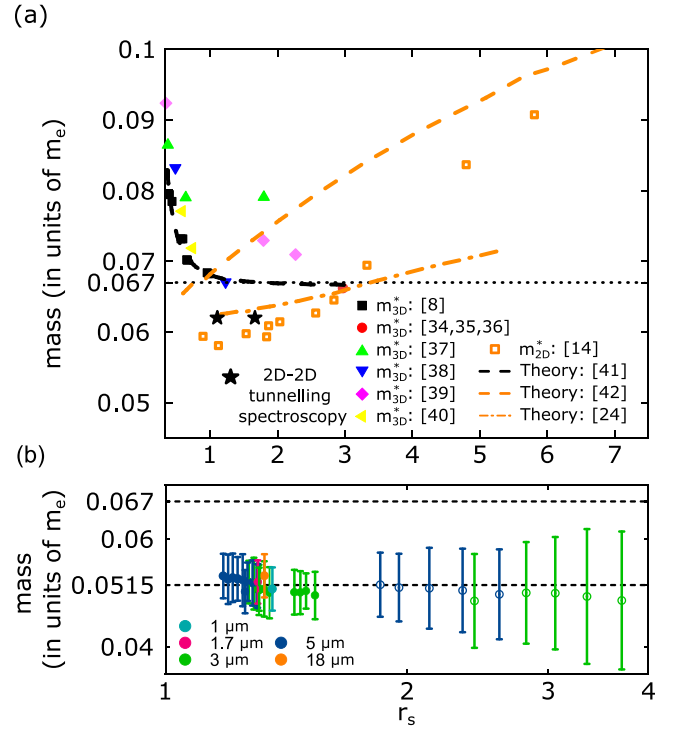 (a)
mass (in units of mₑ)
0.1
0.09
0.08
0.07
0.067
0.06
0.05
1 2 3 4 5 6 7
2D-2D
tunnelling
spectroscopy
m*3D: [8]
m*3D: [34,35,36]
m*3D: [37]
m*3D: [38]
m*3D: [39]
m*3D: [40]
m*2D: [14]
Theory: [41]
Theory: [42]
Theory: [24]
(b)
mass
(in units of mₑ)
0.067
0.06
0.0515
0.04
1 μm
1.7 μm
3 μm
5 μm
18 μm
1 2 3 4
rₛ